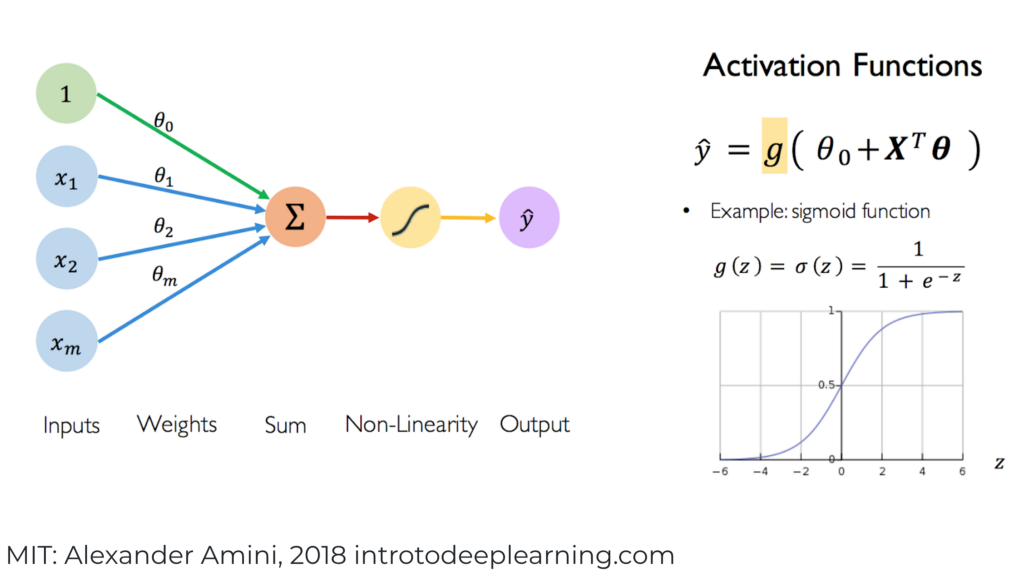 1
θ₀
x₁
θ₁
x₂
θ₂
xₘ
θₘ
Σ
ŷ
Inputs
Weights
Sum
Non-Linearity
Output
Activation Functions
ŷ = g ( θ₀ + Xᵀ θ )
• Example: sigmoid function
g (z) = σ (z) = 1 / (1 + e⁻ᶻ)
1
0.5
0
−6 −4 −2 0 2 4 6
z
MIT: Alexander Amini, 2018 introtodeeplearning.com